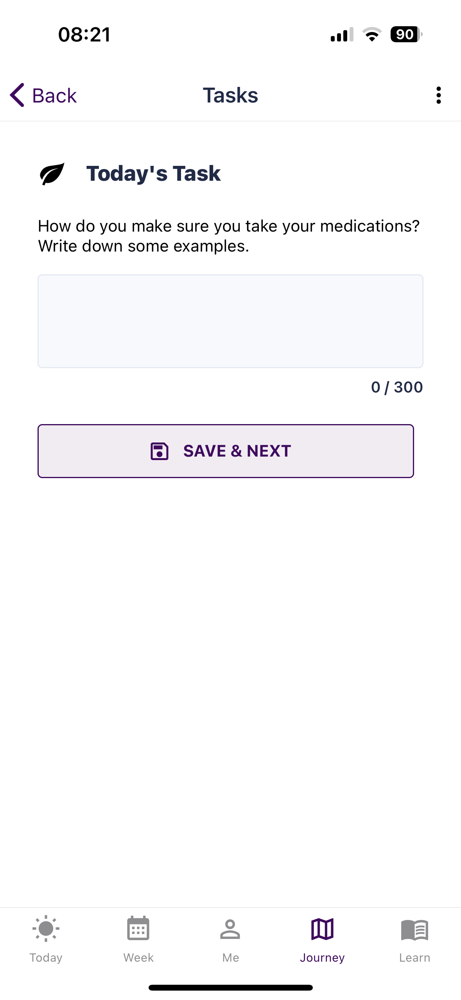 08:21
90
Back
Tasks
Today's Task
How do you make sure you take your medications?
Write down some examples.
0 / 300
SAVE & NEXT
Today
Week
Me
Journey
Learn